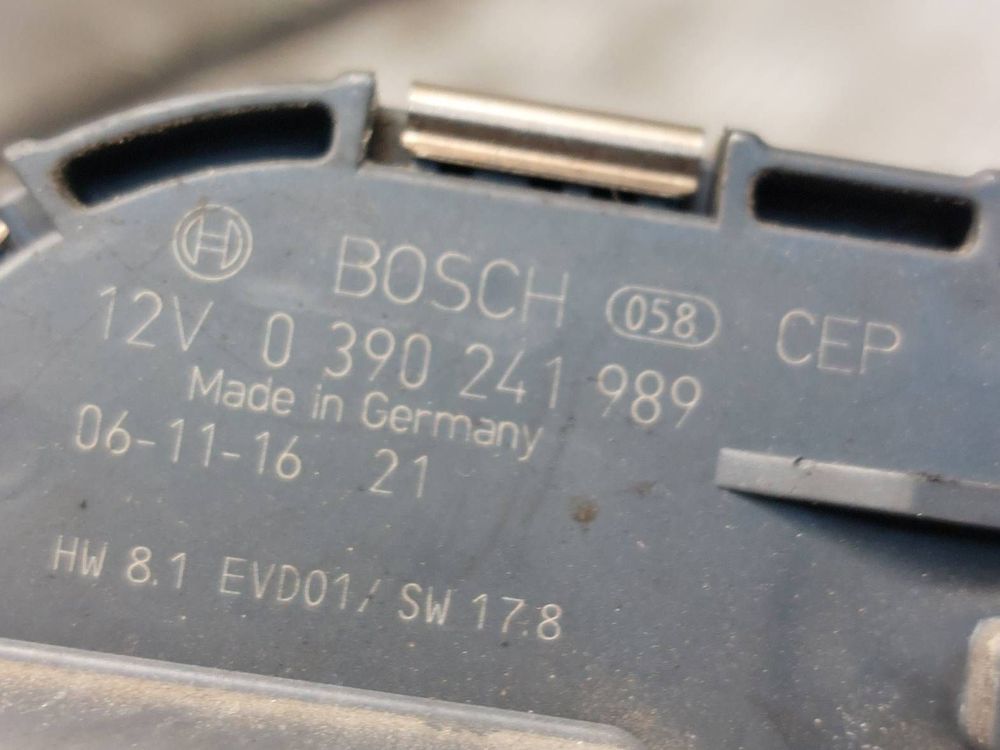 BOSCH 058 CEP
12V 0 390 241 989
Made in Germany
06-11-16 21
HW 8.1 EVD01/ SW 17.8